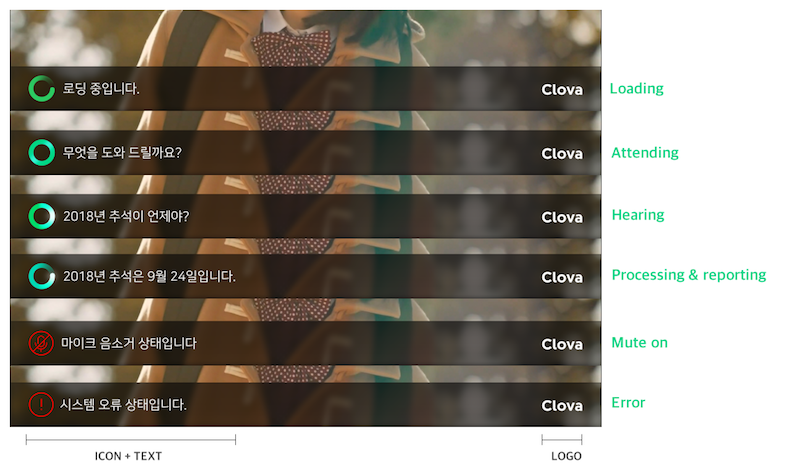 로딩 중입니다. Clova Loading
무엇을 도와 드릴까요? Clova Attending
2018년 추석이 언제야? Clova Hearing
2018년 추석은 9월 24일입니다. Clova Processing & reporting
마이크 음소거 상태입니다 Clova Mute on
시스템 오류 상태입니다. Clova Error
ICON + TEXT LOGO